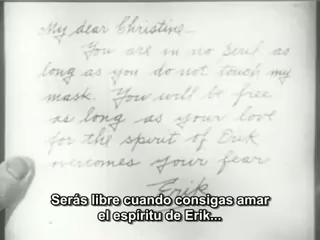 My dear Christine—
You are in no peril as
long as you do not touch my
mask. You will be free
as long as your love
for the spirit of Erik
overcomes your fear
Erik
Serás libre cuando consigas amar
el espíritu de Erik...